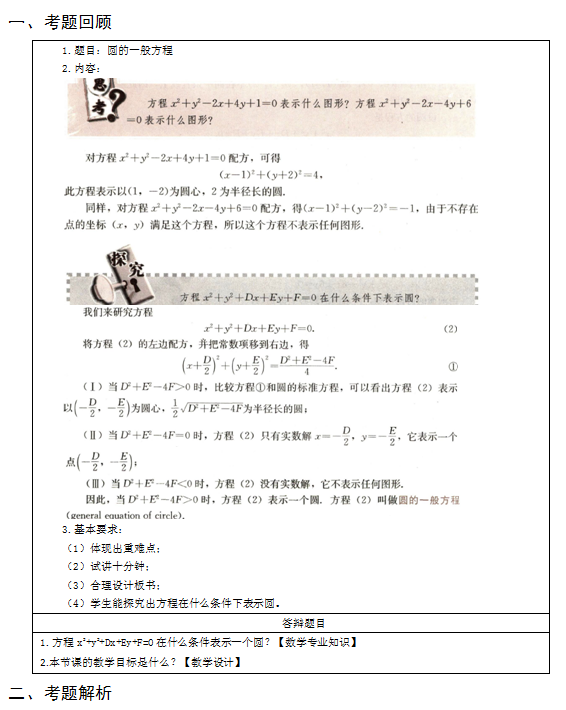 一、考题回顾
1. 题目：圆的一般方程
2. 内容：
思考？
方程 x²+y²−2x+4y+1=0 表示什么图形？方程 x²+y²−2x−4y+6
=0 表示什么图形？
对方程 x²+y²−2x+4y+1=0 配方，可得
(x−1)²+(y+2)²=4,
此方程表示以(1，−2)为圆心，2 为半径长的圆.
同样，对方程 x²+y²−2x−4y+6=0 配方，得(x−1)²+(y−2)²=−1，由于不存在
点的坐标 (x，y) 满足这个方程，所以这个方程不表示任何图形.
探究
方程 x²+y²+Dx+Ey+F=0 在什么条件下表示圆？
我们来研究方程
x²+y²+Dx+Ey+F=0. (2)
将方程 (2) 的左边配方，并把常数项移到右边，得
(x+D/2)²+(y+E/2)²=(D²+E²−4F)/4. ①
(Ⅰ) 当 D²+E²−4F>0 时，比较方程①和圆的标准方程，可以看出方程 (2) 表示
以(−D/2，−E/2)为圆心，1/2√(D²+E²−4F)为半径长的圆；
(Ⅱ) 当 D²+E²−4F=0 时，方程 (2) 只有实数解 x=−D/2，y=−E/2，它表示一个
点(−D/2，−E/2)；
(Ⅲ) 当 D²+E²−4F<0 时，方程 (2) 没有实数解，它不表示任何图形.
因此，当 D²+E²−4F>0 时，方程 (2) 表示一个圆. 方程 (2) 叫做圆的一般方程
(general equation of circle).
3. 基本要求：
（1）体现出重难点；
（2）试讲十分钟；
（3）合理设计板书；
（4）学生能探究出方程在什么条件下表示圆。
答辩题目
1. 方程 x²+y²+Dx+Ey+F=0 在什么条件表示一个圆？【数学专业知识】
2.本节课的教学目标是什么？【教学设计】
二、考题解析